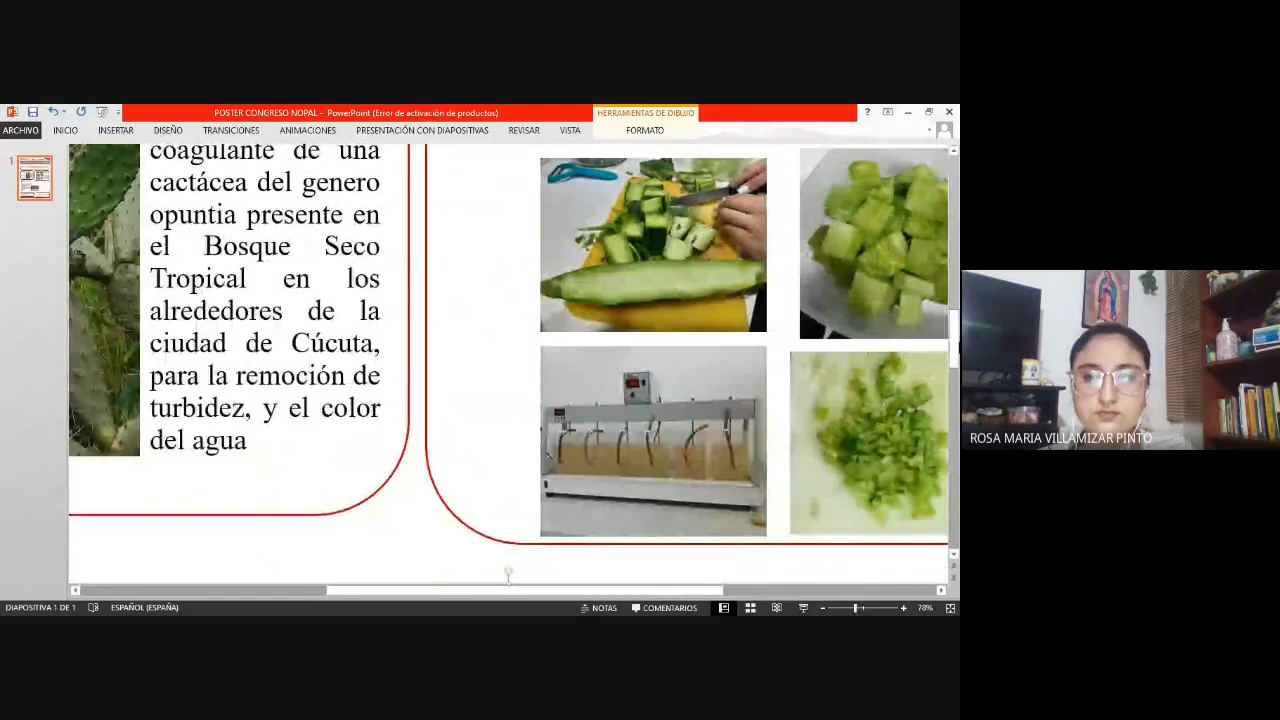 POSTER CONGRESO NOPAL - PowerPoint (Error de activación de productos)
HERRAMIENTAS DE DIBUJO
ARCHIVO INICIO INSERTAR DISEÑO TRANSICIONES ANIMACIONES PRESENTACIÓN CON DIAPOSITIVAS REVISAR VISTA FORMATO
1
coagulante de una
cactácea del genero
opuntia presente en
el Bosque Seco
Tropical en los
alrededores de la
ciudad de Cúcuta,
para la remoción de
turbidez, y el color
del agua
ROSA MARIA VILLAMIZAR PINTO
DIAPOSITIVA 1 DE 1 ESPAÑOL (ESPAÑA) NOTAS COMENTARIOS 78%